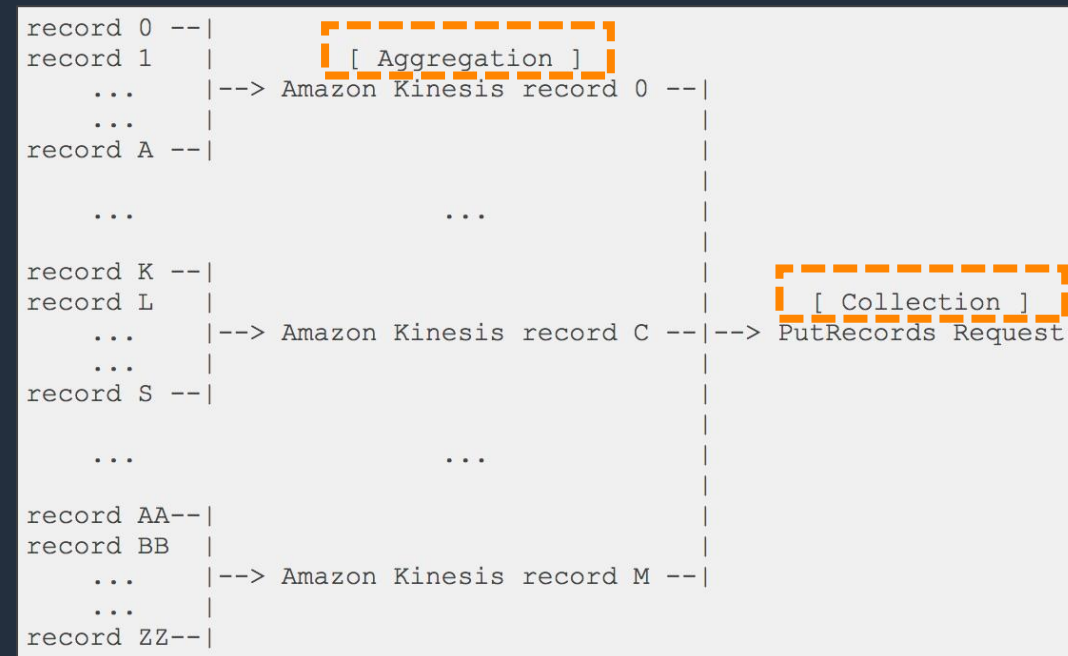 record 0 --|
record 1   |         [ Aggregation ]
    ...    |--> Amazon Kinesis record 0 --|
    ...    |                              |
record A --|                              |
                                          |
    ...                 ...               |
                                          |
record K --|                              |
record L   |                              |      [ Collection ]
    ...    |--> Amazon Kinesis record C --|--> PutRecords Request
    ...    |                              |
record S --|                              |
                                          |
    ...                 ...               |
                                          |
record AA--|                              |
record BB  |                              |
    ...    |--> Amazon Kinesis record M --|
    ...    |
record ZZ--|